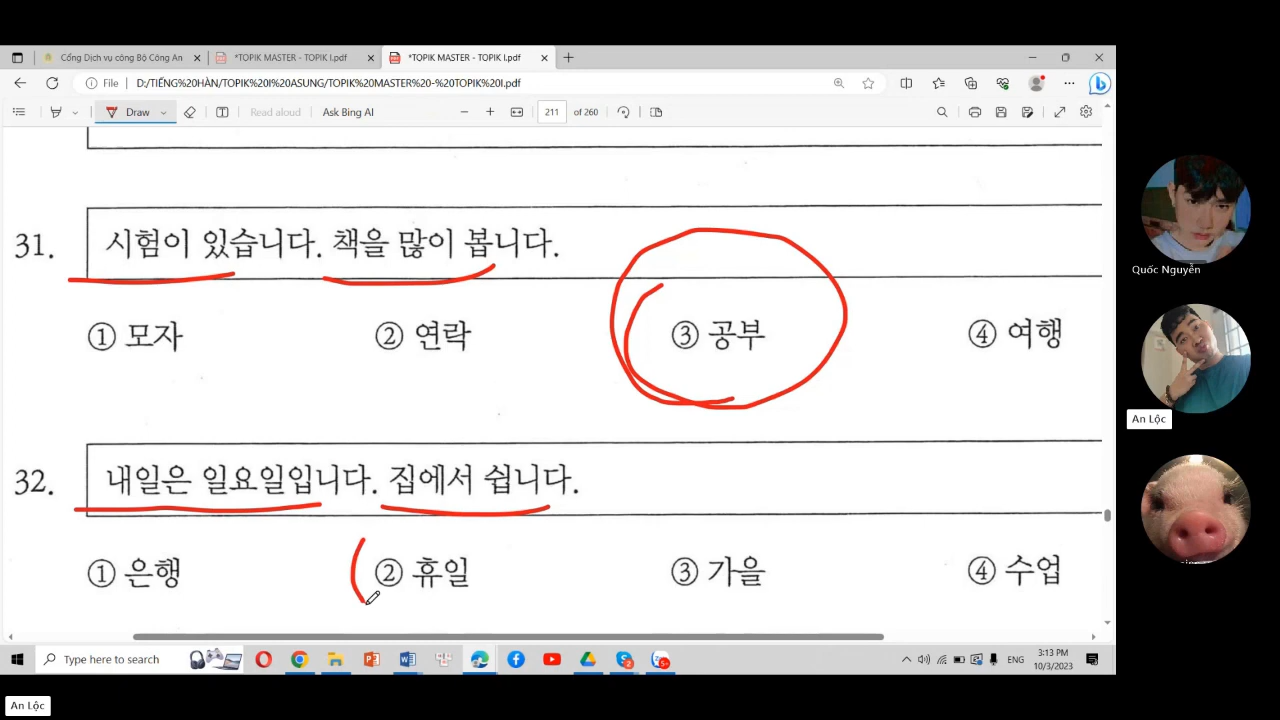 Cổng Dịch vụ công Bộ Công An
*TOPIK MASTER - TOPIK I.pdf
*TOPIK MASTER - TOPIK I.pdf
File D:/TIẾNG%20HÀN/TOPIK%20I%20ASUNG/TOPIK%20MASTER%20-%20TOPIK%20I.pdf
Draw Read aloud Ask Bing AI 211 of 260
31. 시험이 있습니다. 책을 많이 봅니다.
① 모자 ② 연락 ③ 공부 ④ 여행
32. 내일은 일요일입니다. 집에서 쉽니다.
① 은행 ② 휴일 ③ 가을 ④ 수업
Quốc Nguyễn
An Lộc
Type here to search
ENG
3:13 PM
10/3/2023
An Lộc